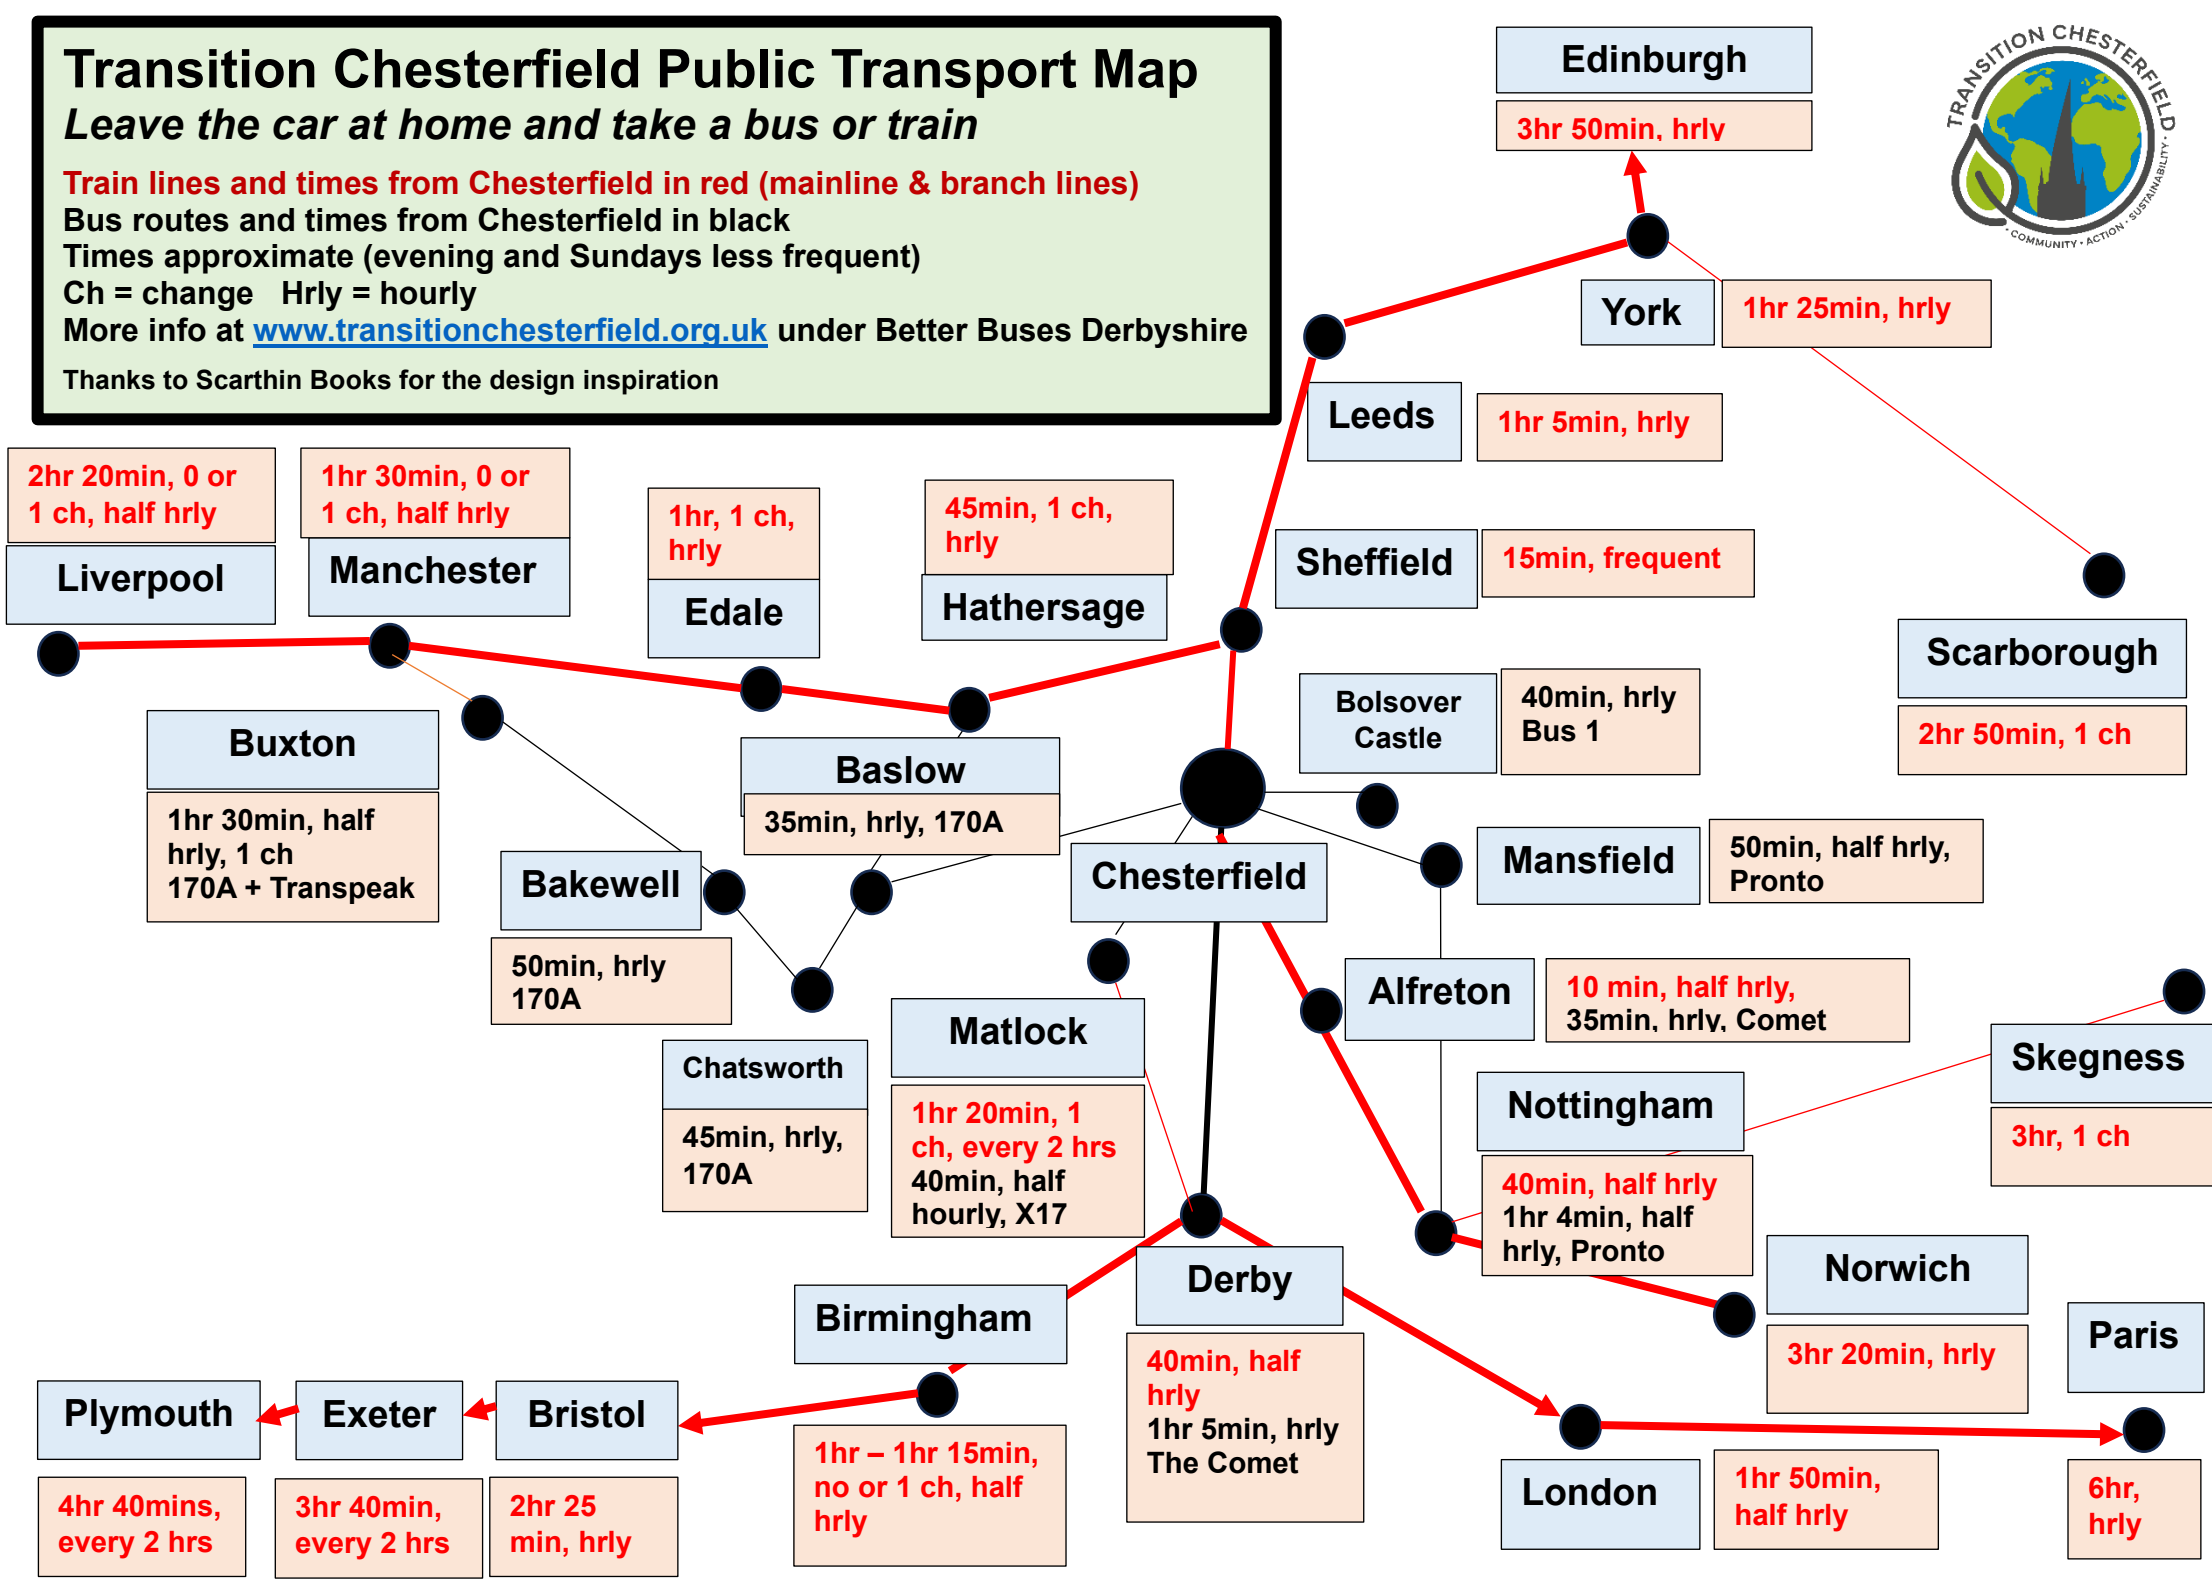 Transition Chesterfield Public Transport Map
Leave the car at home and take a bus or train
Train lines and times from Chesterfield in red (mainline & branch lines)
Bus routes and times from Chesterfield in black
Times approximate (evening and Sundays less frequent)
Ch = change Hrly = hourly
More info at www.transitionchesterfield.org.uk under Better Buses Derbyshire
Thanks to Scarthin Books for the design inspiration
Edinburgh
3hr 50min, hrly
TRANSITION CHESTERFIELD
· COMMUNITY · ACTION · SUSTAINABILITY ·
York
1hr 25min, hrly
Leeds
1hr 5min, hrly
2hr 20min, 0 or
1 ch, half hrly
Liverpool
1hr 30min, 0 or
1 ch, half hrly
Manchester
1hr, 1 ch,
hrly
Edale
45min, 1 ch,
hrly
Hathersage
Sheffield
15min, frequent
Scarborough
2hr 50min, 1 ch
Bolsover
Castle
40min, hrly
Bus 1
Buxton
1hr 30min, half
hrly, 1 ch
170A + Transpeak
Baslow
35min, hrly, 170A
Bakewell
50min, hrly
170A
Chesterfield
Mansfield
50min, half hrly,
Pronto
Alfreton
10 min, half hrly,
35min, hrly, Comet
Chatsworth
45min, hrly,
170A
Matlock
1hr 20min, 1
ch, every 2 hrs
40min, half
hourly, X17
Skegness
3hr, 1 ch
Nottingham
40min, half hrly
1hr 4min, half
hrly, Pronto
Norwich
3hr 20min, hrly
Derby
40min, half
hrly
1hr 5min, hrly
The Comet
Birmingham
1hr – 1hr 15min,
no or 1 ch, half
hrly
Paris
6hr,
hrly
Plymouth
4hr 40mins,
every 2 hrs
Exeter
3hr 40min,
every 2 hrs
Bristol
2hr 25
min, hrly
London
1hr 50min,
half hrly